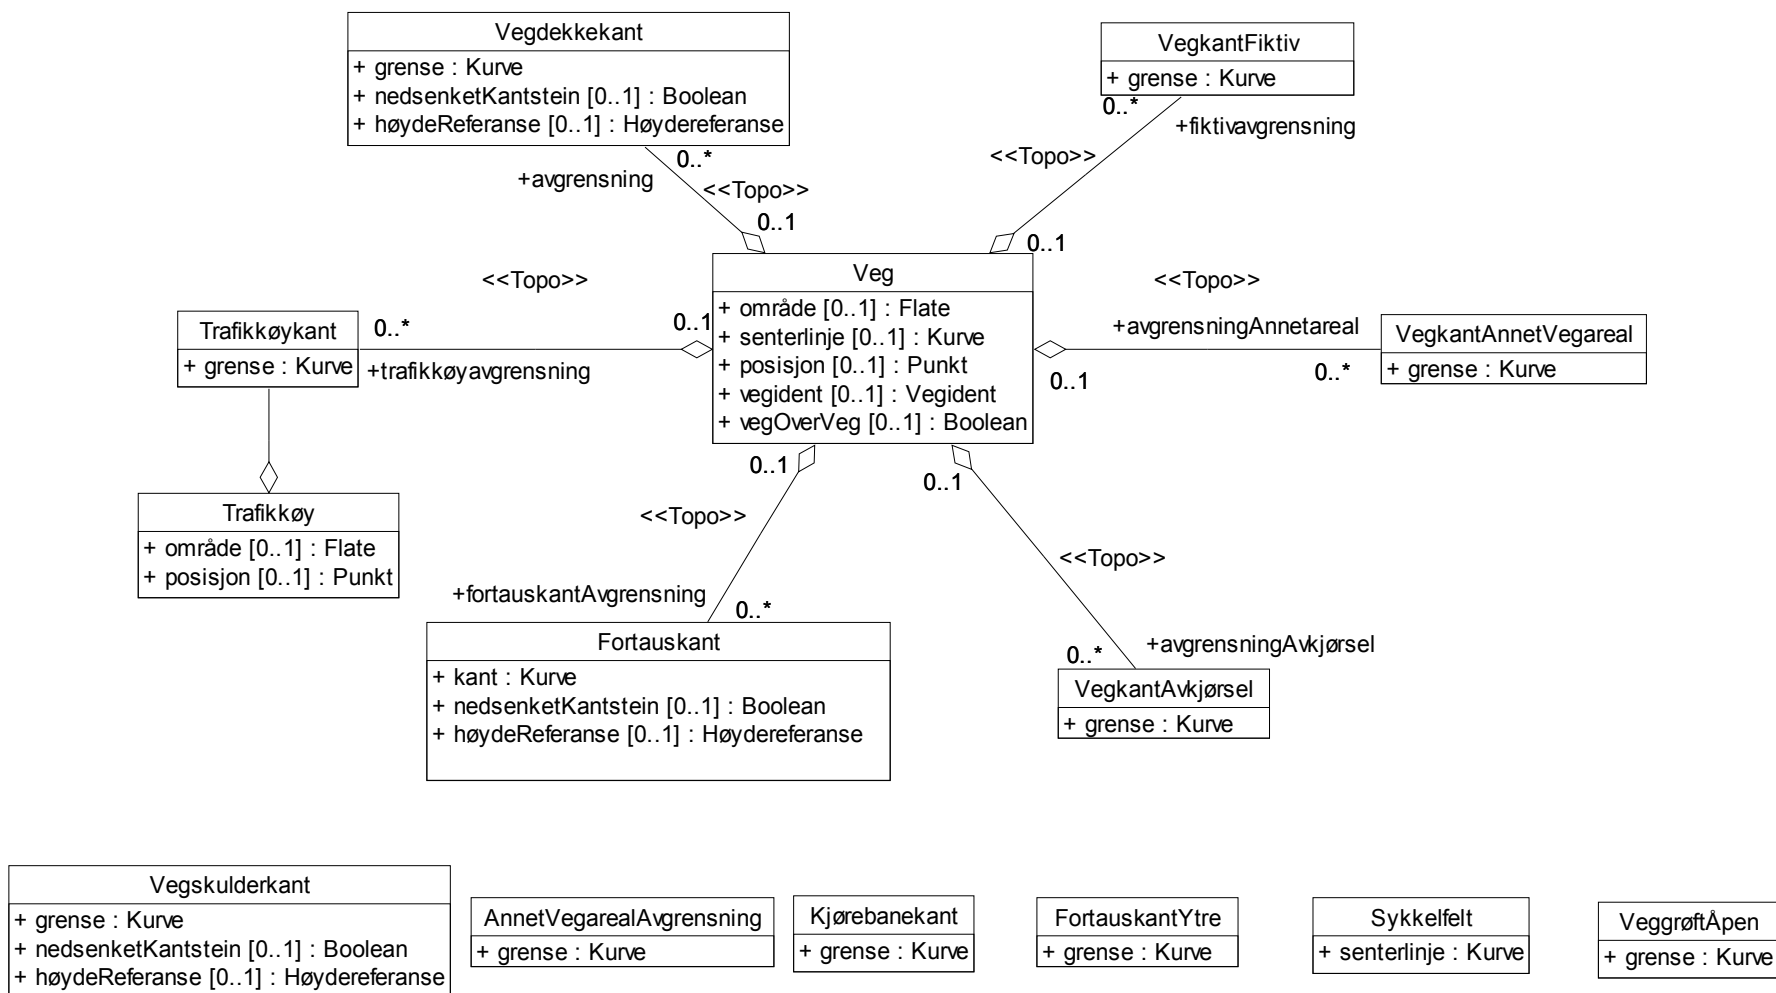 Vegdekkekant
+ grense : Kurve
+ nedsenketKantstein [0..1] : Boolean
+ høydeReferanse [0..1] : Høydereferanse
VegkantFiktiv
+ grense : Kurve
0..*
+avgrensning
<<Topo>>
0..1
0..*
+fiktivavgrensning
<<Topo>>
0..1
Veg
+ område [0..1] : Flate
+ senterlinje [0..1] : Kurve
+ posisjon [0..1] : Punkt
+ vegident [0..1] : Vegident
+ vegOverVeg [0..1] : Boolean
<<Topo>>
0..*
0..1
+trafikkøyavgrensning
Trafikkøykant
+ grense : Kurve
<<Topo>>
+avgrensningAnnetareal
0..1
0..*
VegkantAnnetVegareal
+ grense : Kurve
Trafikkøy
+ område [0..1] : Flate
+ posisjon [0..1] : Punkt
0..1
<<Topo>>
+fortauskantAvgrensning
0..*
Fortauskant
+ kant : Kurve
+ nedsenketKantstein [0..1] : Boolean
+ høydeReferanse [0..1] : Høydereferanse
0..1
<<Topo>>
+avgrensningAvkjørsel
0..*
VegkantAvkjørsel
+ grense : Kurve
Vegskulderkant
+ grense : Kurve
+ nedsenketKantstein [0..1] : Boolean
+ høydeReferanse [0..1] : Høydereferanse
AnnetVegarealAvgrensning
+ grense : Kurve
Kjørebanekant
+ grense : Kurve
FortauskantYtre
+ grense : Kurve
Sykkelfelt
+ senterlinje : Kurve
VeggrøftÅpen
+ grense : Kurve